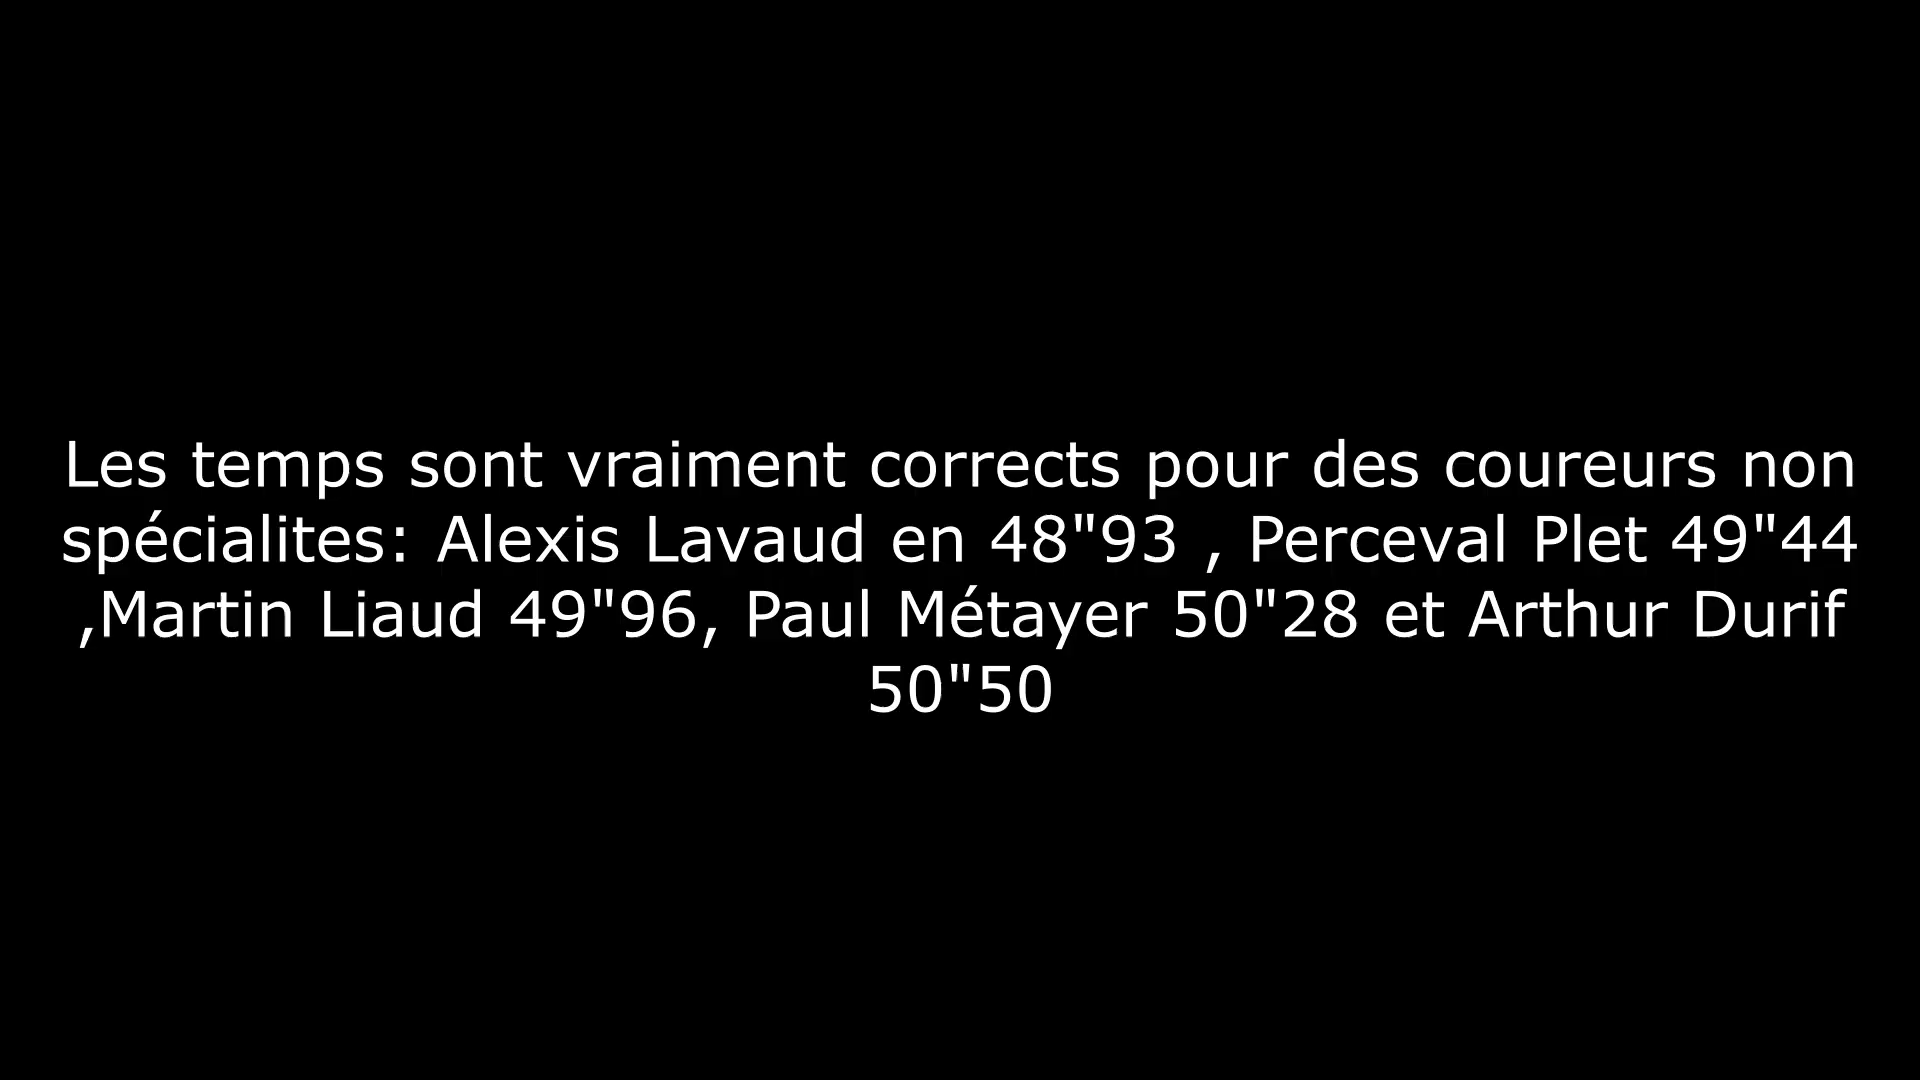 Les temps sont vraiment corrects pour des coureurs non
spécialites: Alexis Lavaud en 48"93 , Perceval Plet 49"44
,Martin Liaud 49"96, Paul Métayer 50"28 et Arthur Durif
50"50